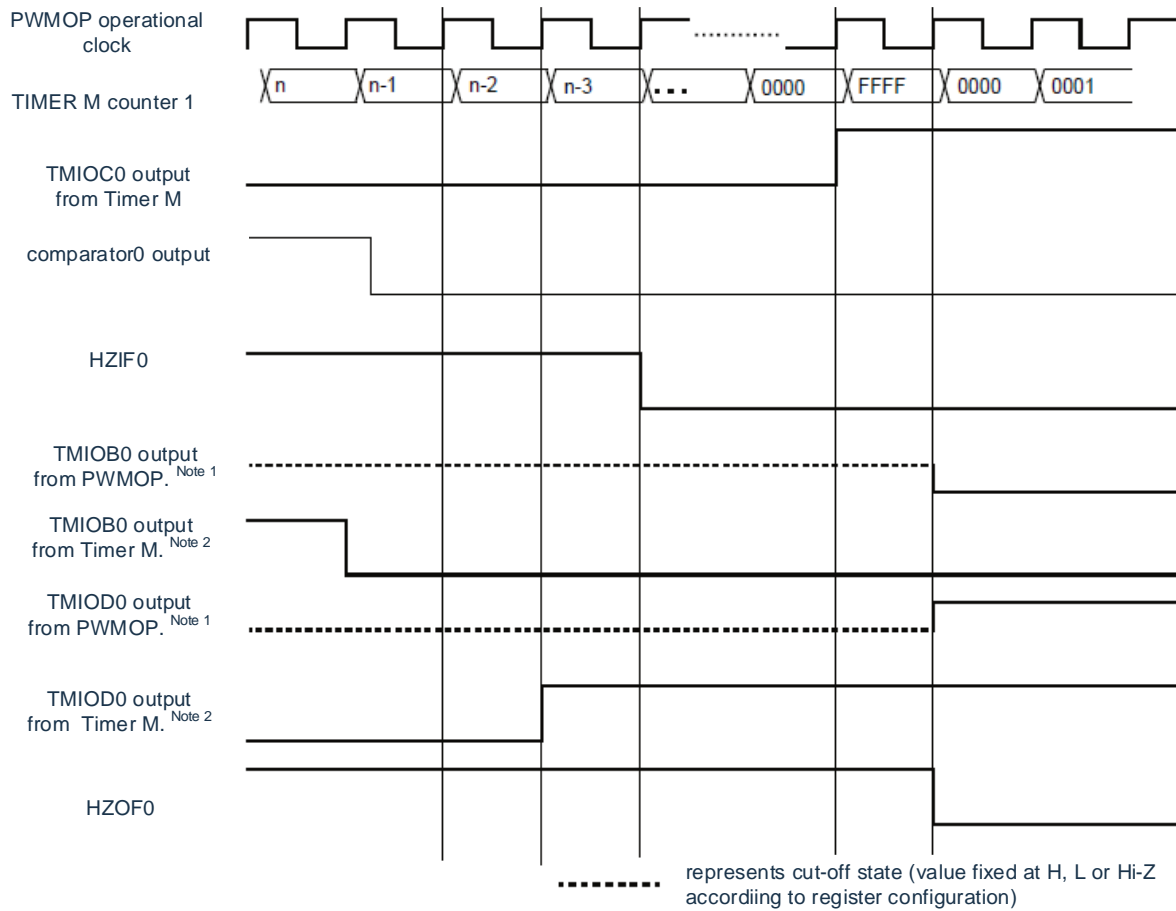 PWMOP operational
clock
TIMER M counter 1
n
n-1
n-2
n-3
...
0000
FFFF
0000
0001
TMIOC0 output
from Timer M
comparator0 output
HZIF0
TMIOB0 output
from PWMOP. Note 1
TMIOB0 output
from Timer M. Note 2
TMIOD0 output
from PWMOP. Note 1
TMIOD0 output
from Timer M. Note 2
HZOF0
represents cut-off state (value fixed at H, L or Hi-Z
accordiing to register configuration)